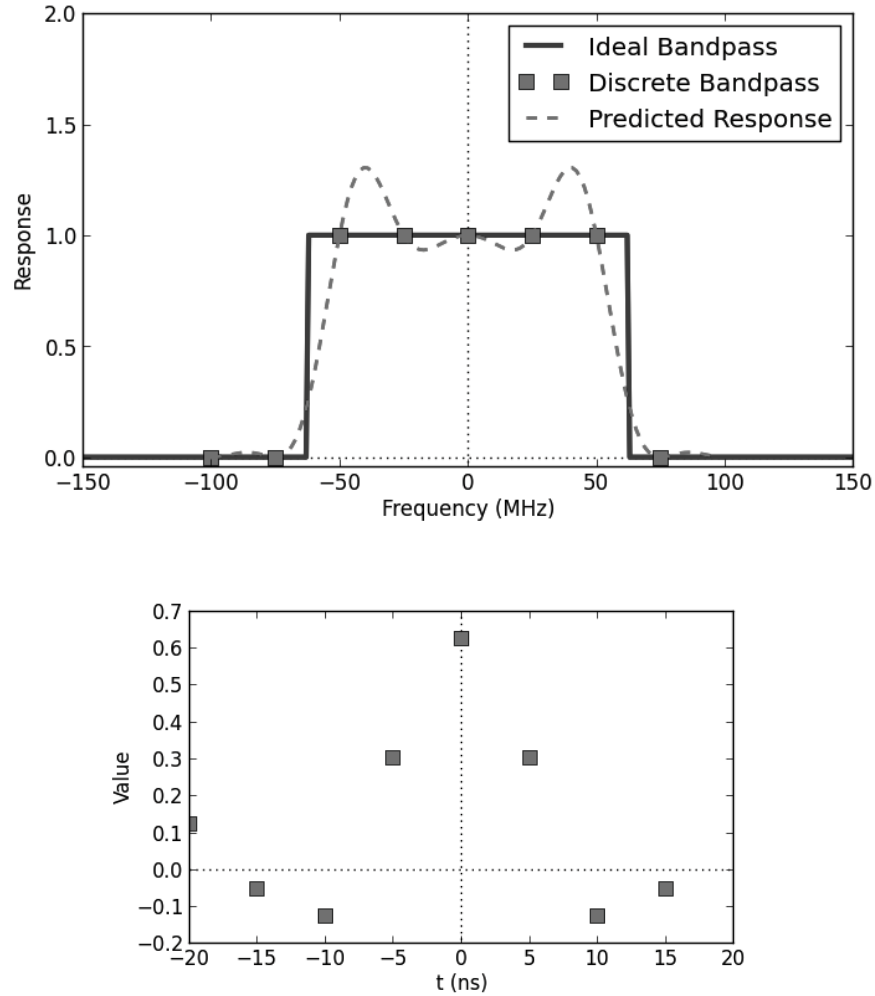 2.0
Ideal Bandpass
Discrete Bandpass
Predicted Response
1.5
1.0
0.5
0.0
Response
−150 −100 −50 0 50 100 150
Frequency (MHz)
0.7
0.6
0.5
0.4
0.3
0.2
0.1
0.0
−0.1
−0.2
Value
−20 −15 −10 −5 0 5 10 15 20
t (ns)